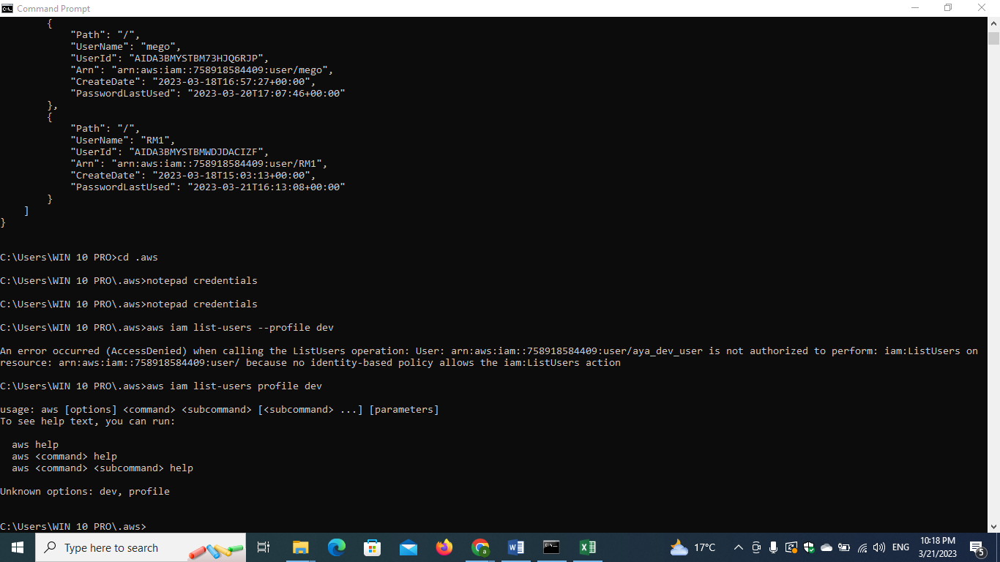 Command Prompt
{
"Path": "/",
"UserName": "mego",
"UserId": "AIDA3BMYSTBM73HJQ6RJP",
"Arn": "arn:aws:iam::758918584409:user/mego",
"CreateDate": "2023-03-18T16:57:27+00:00",
"PasswordLastUsed": "2023-03-20T17:07:46+00:00"
},
{
"Path": "/",
"UserName": "RM1",
"UserId": "AIDA3BMYSTBMWDJDACIZF",
"Arn": "arn:aws:iam::758918584409:user/RM1",
"CreateDate": "2023-03-18T15:03:13+00:00",
"PasswordLastUsed": "2023-03-21T16:13:08+00:00"
}
]
}
C:\Users\WIN 10 PRO>cd .aws
C:\Users\WIN 10 PRO\.aws>notepad credentials
C:\Users\WIN 10 PRO\.aws>notepad credentials
C:\Users\WIN 10 PRO\.aws>aws iam list-users --profile dev
An error occurred (AccessDenied) when calling the ListUsers operation: User: arn:aws:iam::758918584409:user/aya_dev_user is not authorized to perform: iam:ListUsers on
resource: arn:aws:iam::758918584409:user/ because no identity-based policy allows the iam:ListUsers action
C:\Users\WIN 10 PRO\.aws>aws iam list-users profile dev
usage: aws [options] <command> <subcommand> [<subcommand> ...] [parameters]
To see help text, you can run:
aws help
aws <command> help
aws <command> <subcommand> help
Unknown options: dev, profile
C:\Users\WIN 10 PRO\.aws>
Type here to search
17°C
ENG
10:18 PM
3/21/2023
5